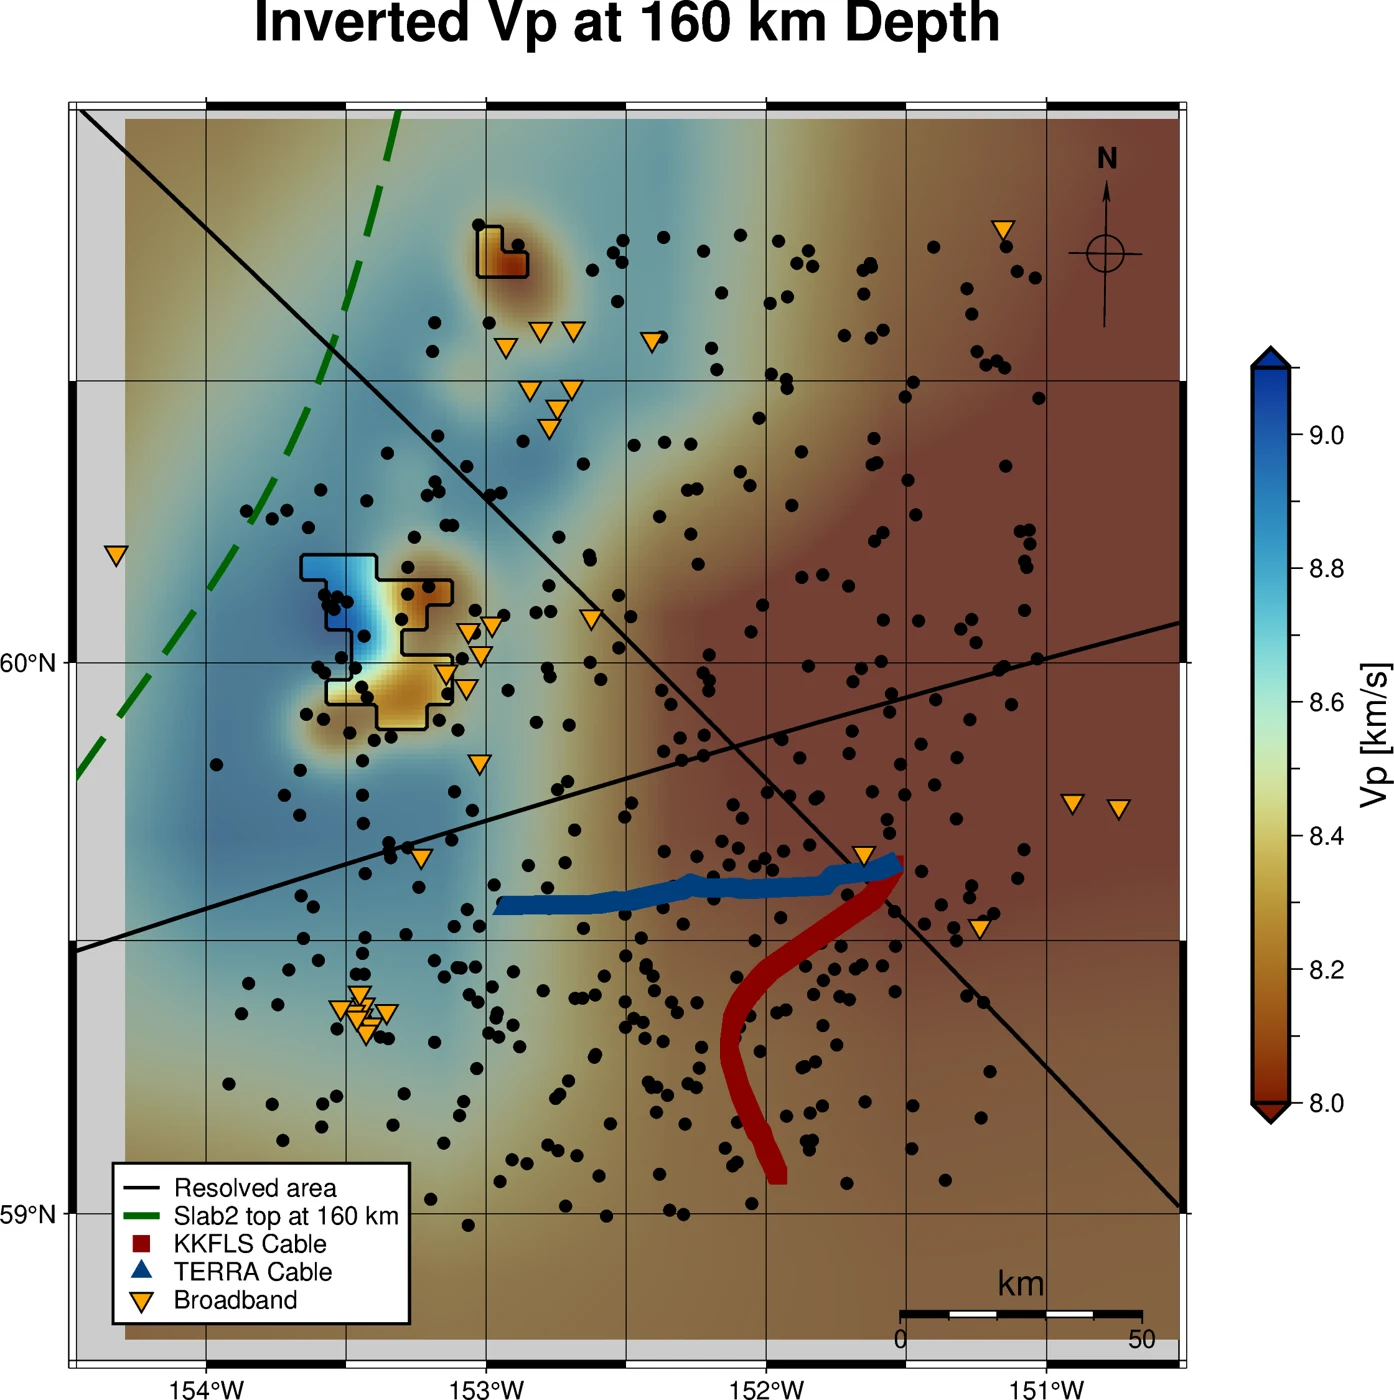 Inverted Vp at 160 km Depth
N
60°N
59°N
154°W
153°W
152°W
151°W
Resolved area
Slab2 top at 160 km
KKFLS Cable
TERRA Cable
Broadband
km
0
50
9.0
8.8
8.6
8.4
8.2
8.0
Vp [km/s]